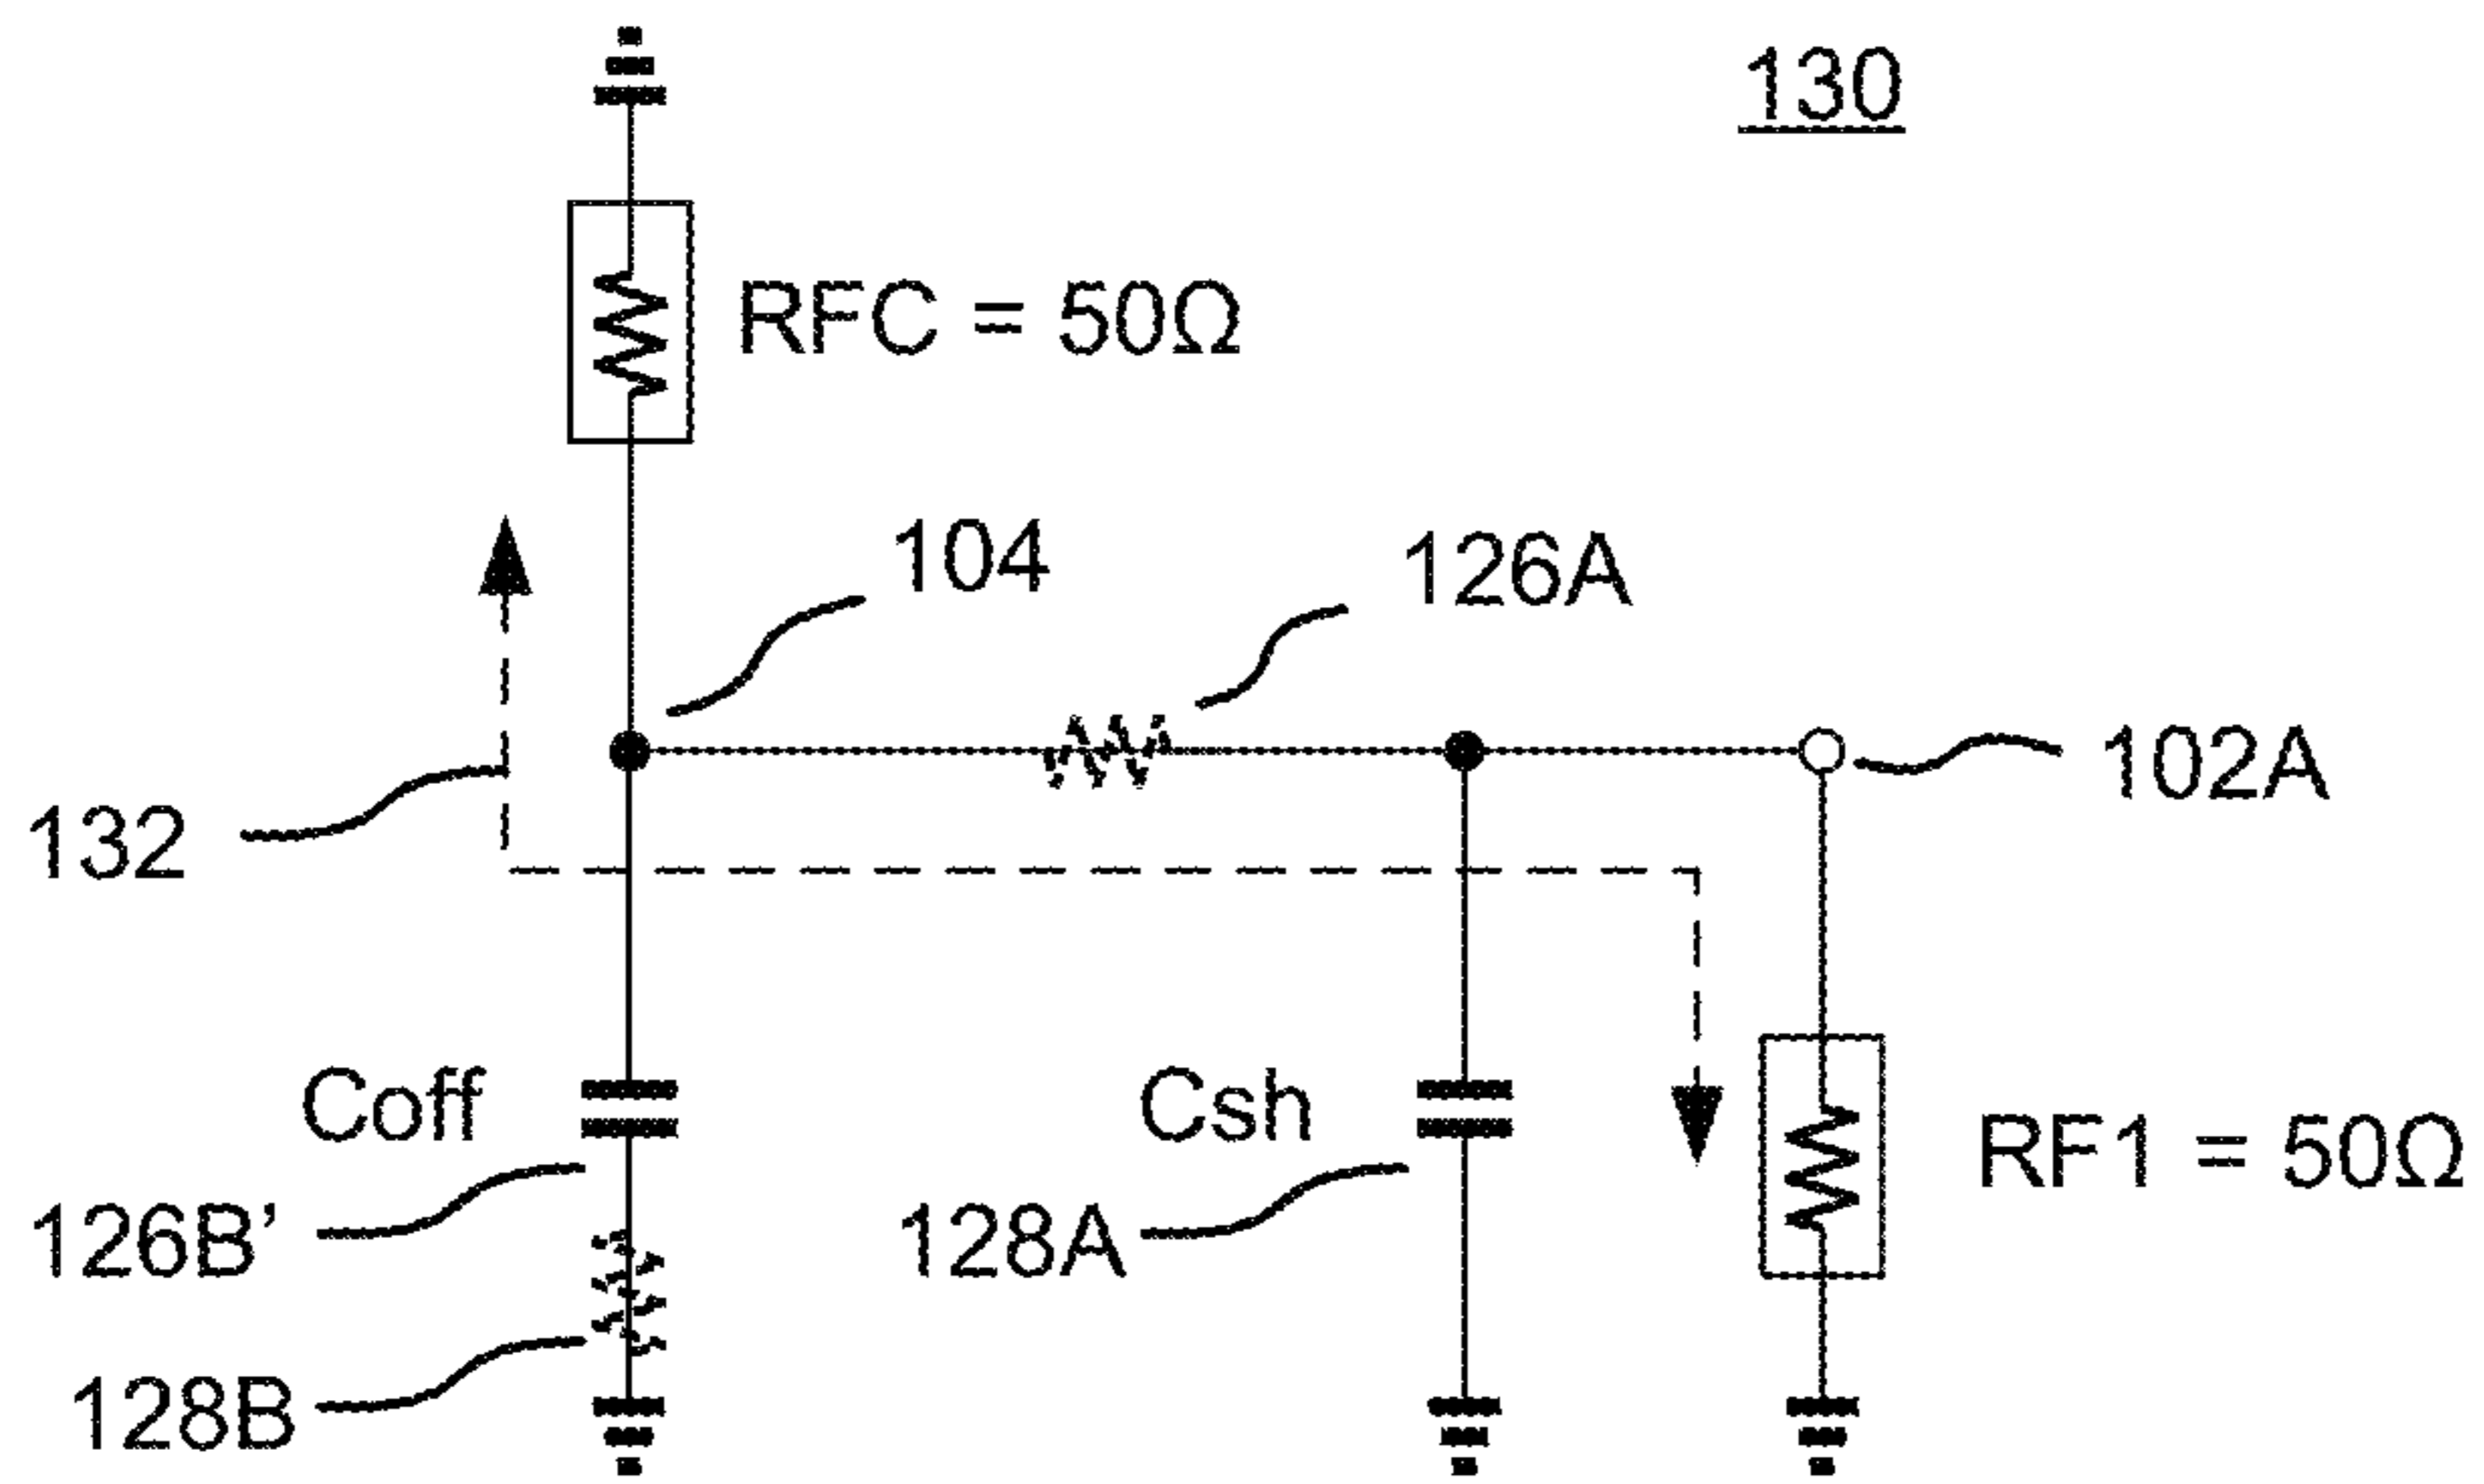 130
RFC = 50Ω
104
126A
102A
132
Coff
Csh
RF1 = 50Ω
126B’
128A
128B